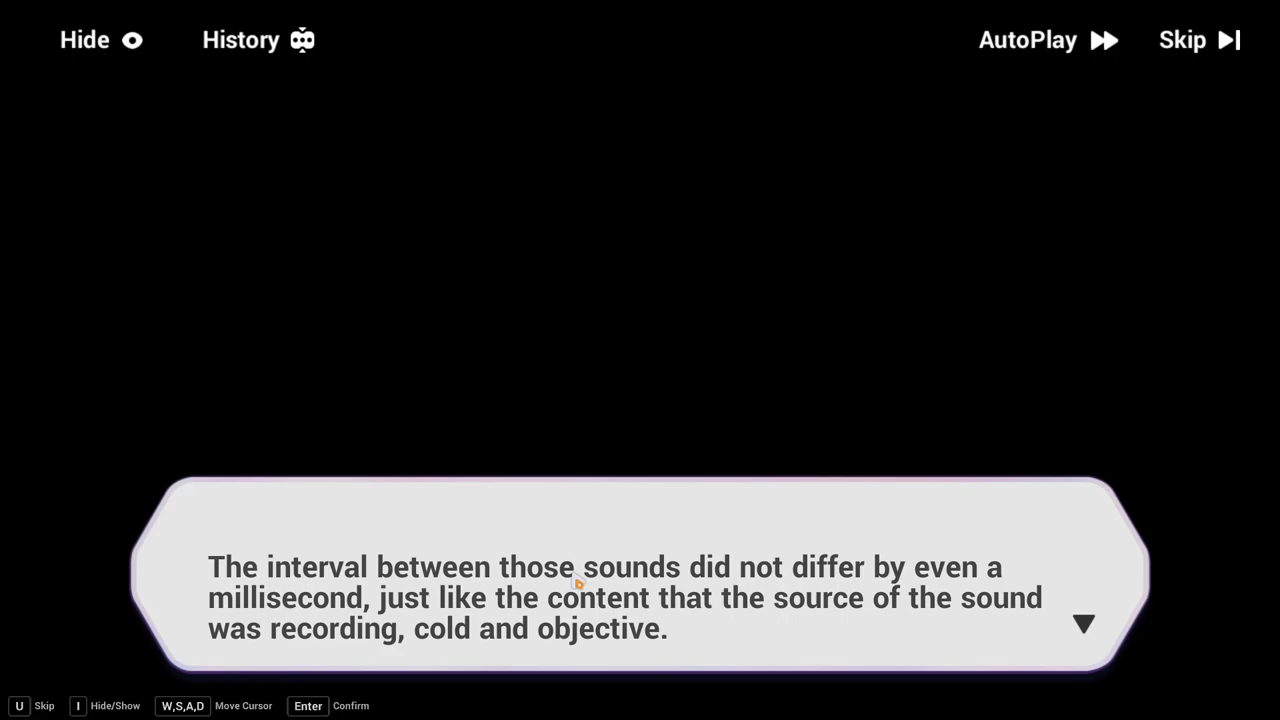 Hide
History
AutoPlay
Skip
The interval between those sounds did not differ by even a
millisecond, just like the content that the source of the sound
was recording, cold and objective.
U Skip I Hide/Show W,S,A,D Move Cursor Enter Confirm